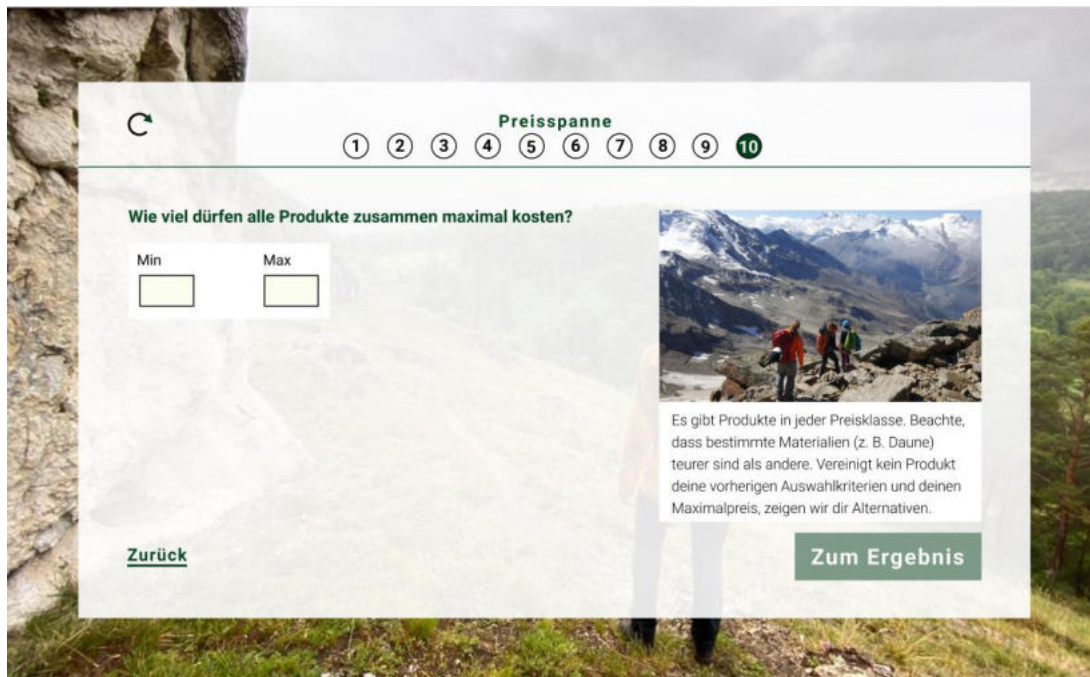 Preisspanne
1 2 3 4 5 6 7 8 9 10
Wie viel dürfen alle Produkte zusammen maximal kosten?
Min Max
Es gibt Produkte in jeder Preisklasse. Beachte,
dass bestimmte Materialien (z. B. Daune)
teurer sind als andere. Vereinigt kein Produkt
deine vorherigen Auswahlkriterien und deinen
Maximalpreis, zeigen wir dir Alternativen.
Zurück
Zum Ergebnis